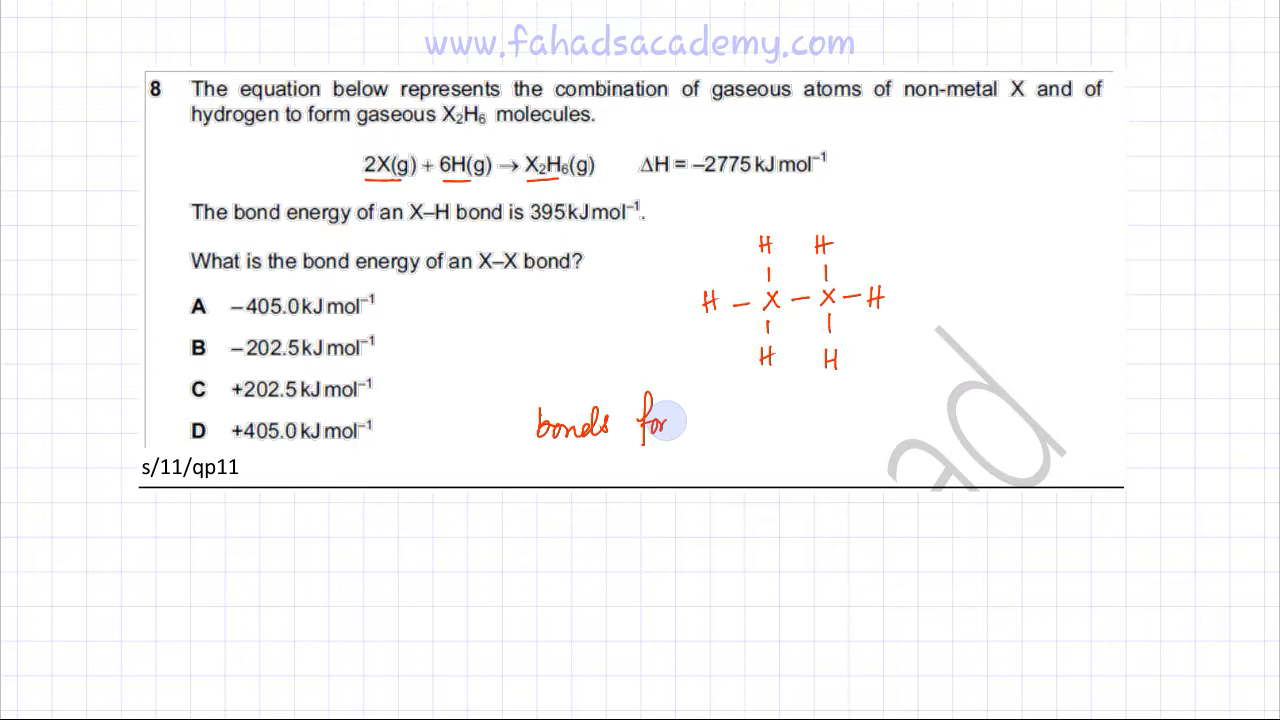 www.fahadsacademy.com
8 The equation below represents the combination of gaseous atoms of non-metal X and of
hydrogen to form gaseous X₂H₆ molecules.
2X(g) + 6H(g) → X₂H₆(g) ΔH = –2775 kJ mol⁻¹
The bond energy of an X–H bond is 395 kJ mol⁻¹.
What is the bond energy of an X–X bond?
A –405.0 kJ mol⁻¹
B –202.5 kJ mol⁻¹
C +202.5 kJ mol⁻¹
D +405.0 kJ mol⁻¹
H H
H – X – X – H
H H
bonds for
s/11/qp11
ad